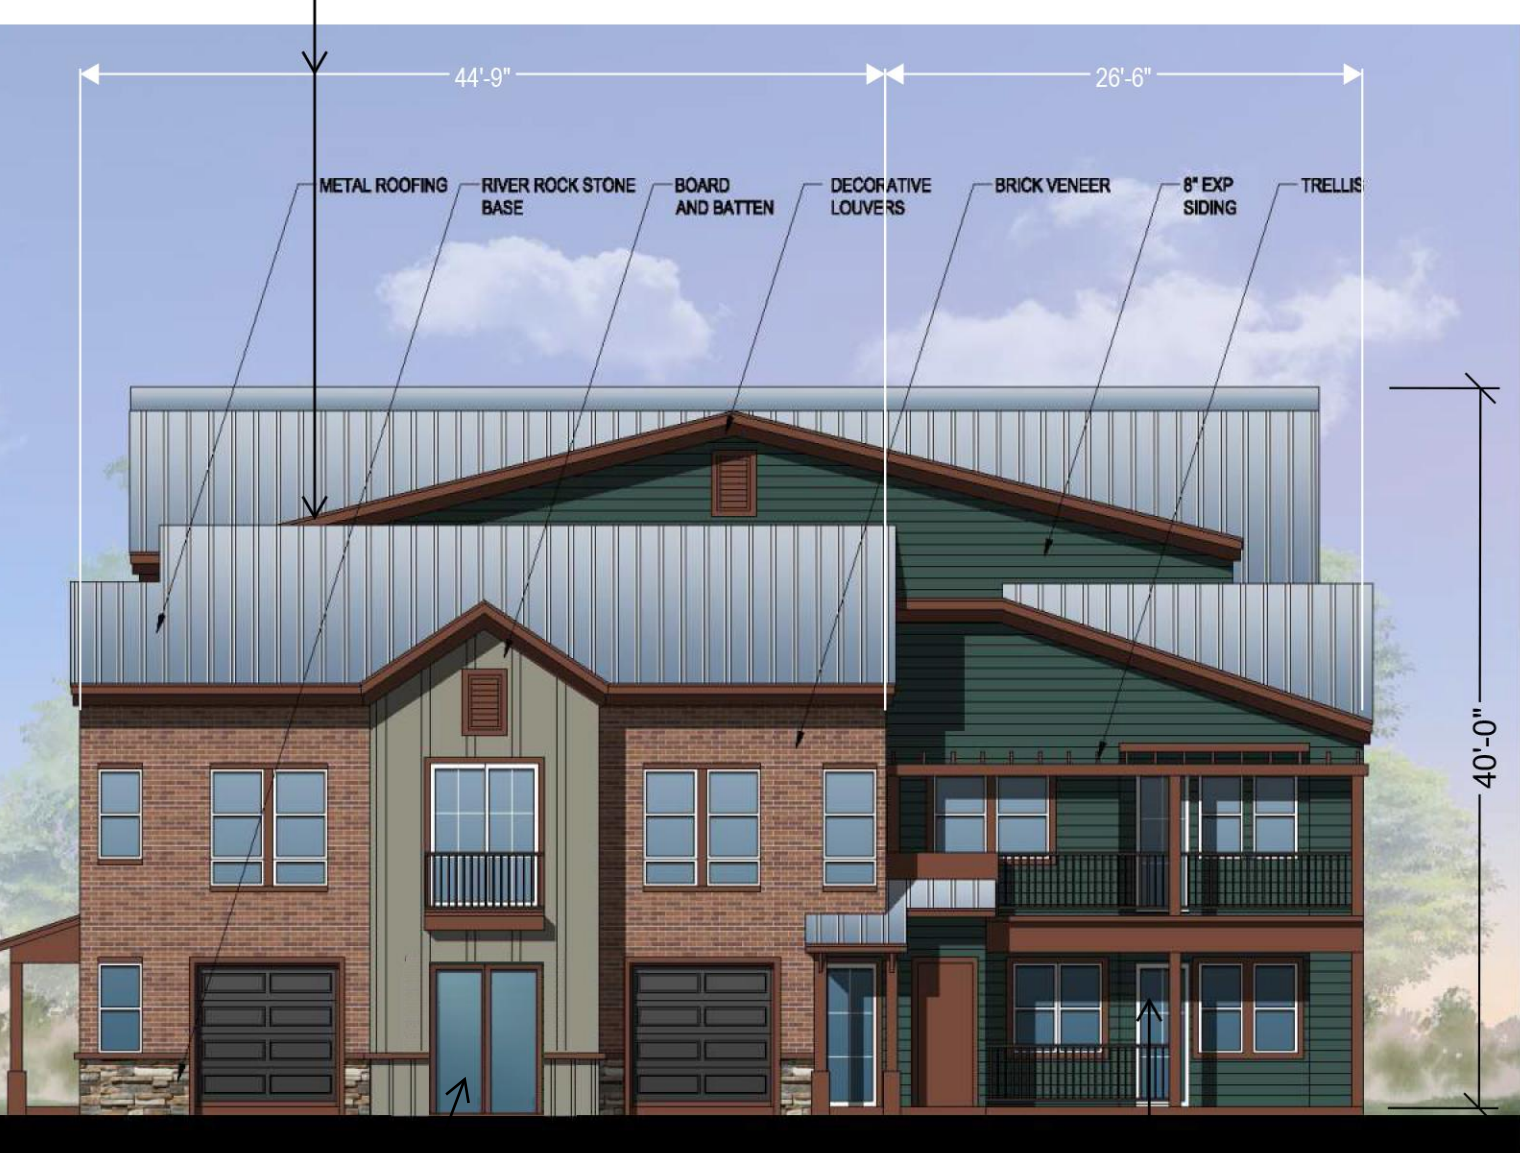 44'-9"
26'-6"
METAL ROOFING
RIVER ROCK STONE
BASE
BOARD
AND BATTEN
DECORATIVE
LOUVERS
BRICK VENEER
8" EXP
SIDING
TRELLIS
40'-0"